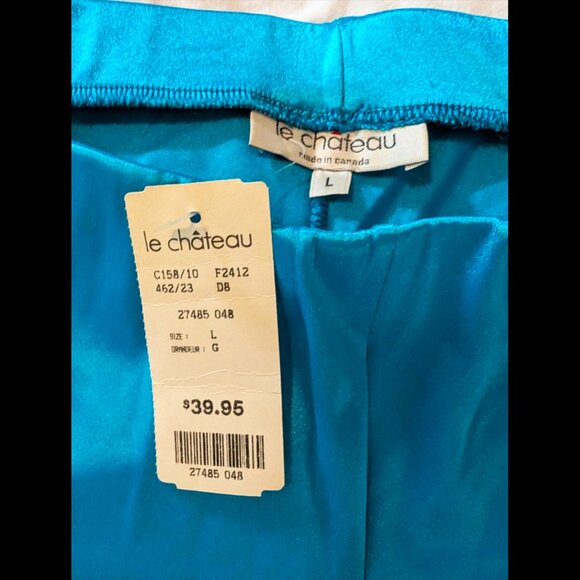 le château
made in canada
L
le château
C158/10 F2412
462/23 D8
27485 048
SIZE : L
GRANDEUR : G
$39.95
27485 048